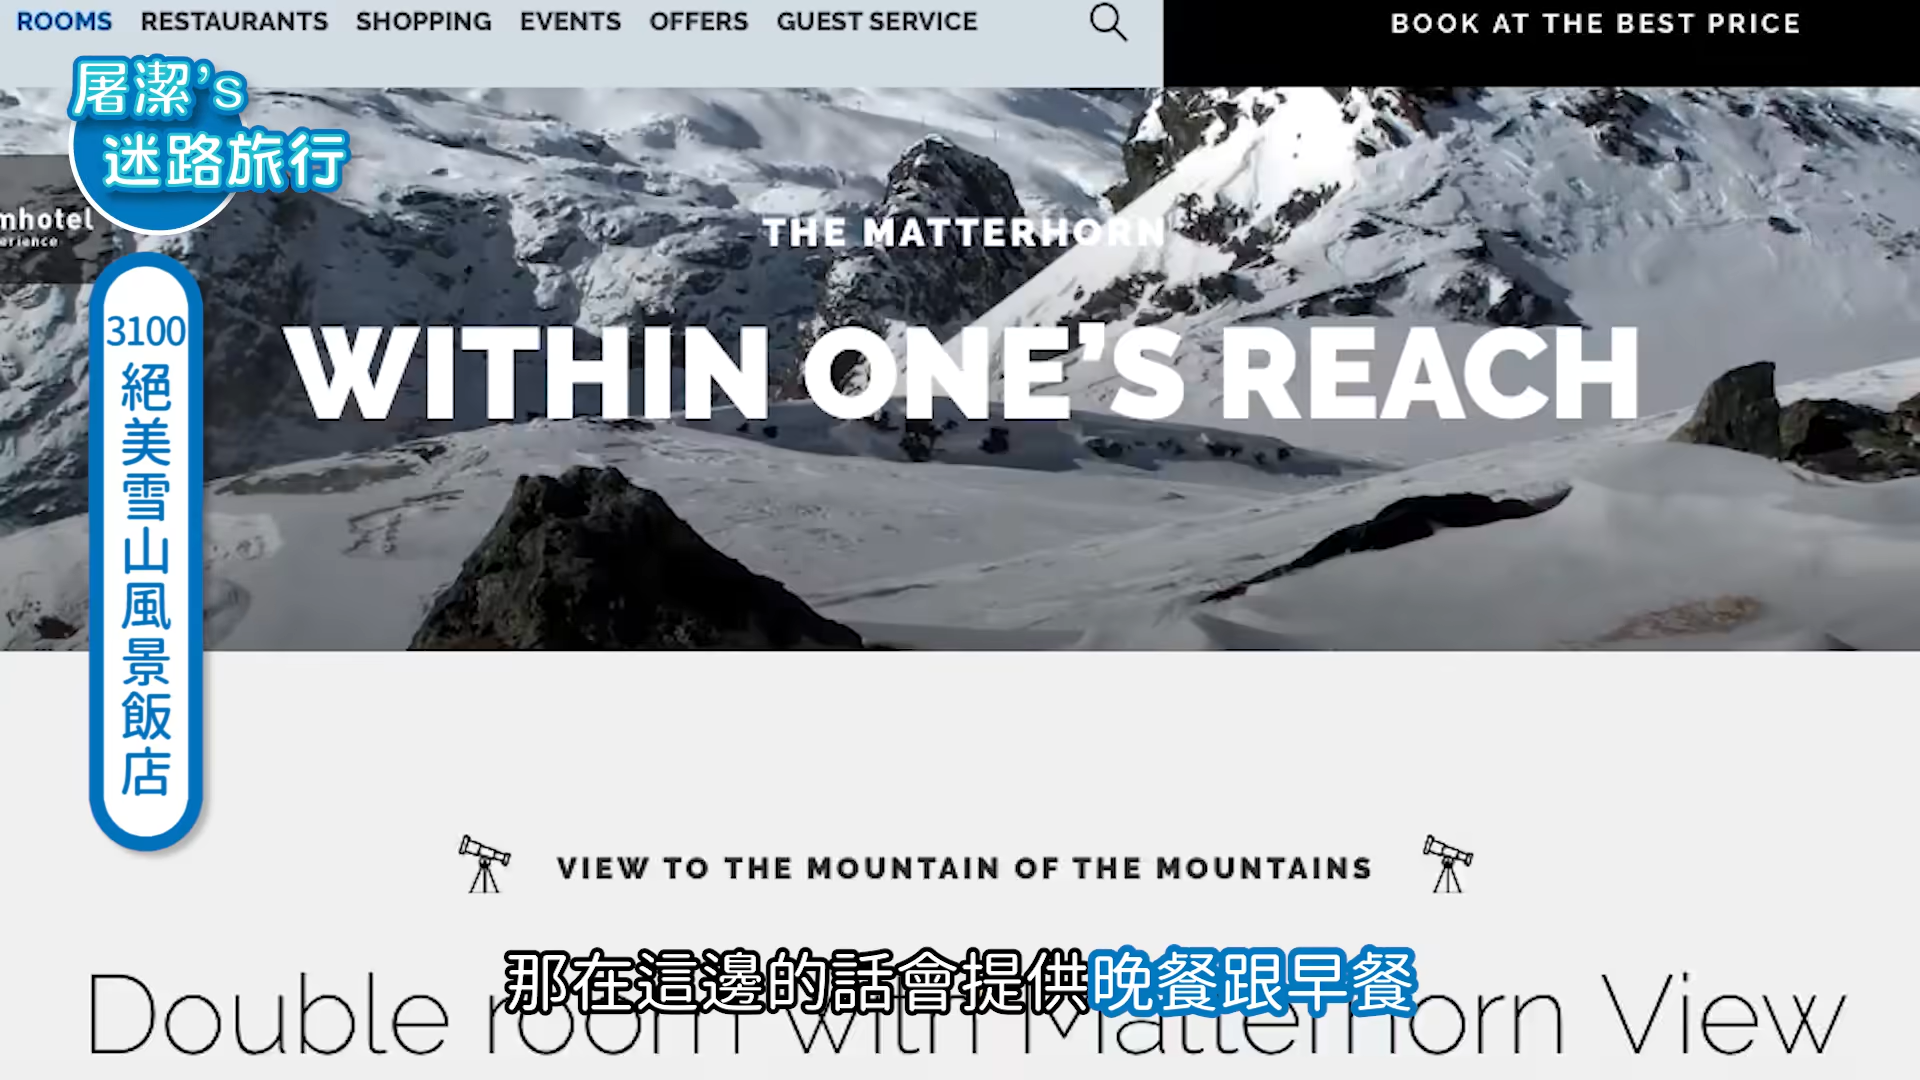 ROOMS RESTAURANTS SHOPPING EVENTS OFFERS GUEST SERVICE
BOOK AT THE BEST PRICE
屠潔's
迷路旅行
mhotel
erience
THE MATTERHORN
WITHIN ONE'S REACH
3100
絕美雪山風景飯店
VIEW TO THE MOUNTAIN OF THE MOUNTAINS
那在這邊的話會提供晚餐跟早餐
Double room with Matterhorn View